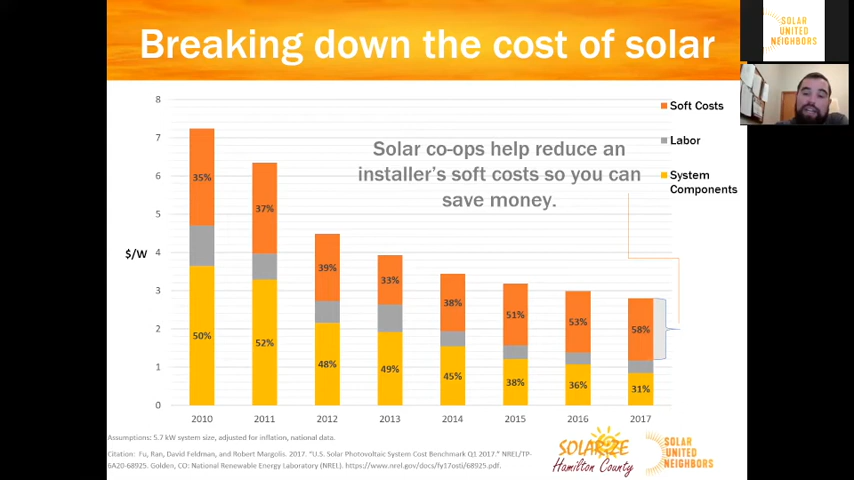 Breaking down the cost of solar
SOLAR
UNITED
NEIGHBORS
8
7
6
5
4
3
2
1
0
$/W
Soft Costs
Labor
System
Components
Solar co-ops help reduce an
installer's soft costs so you can
save money.
35%
37%
39%
33%
38%
51%
53%
58%
50%
52%
48%
49%
45%
38%
36%
31%
2010 2011 2012 2013 2014 2015 2016 2017
Assumptions: 5.7 kW system size, adjusted for inflation, national data.
Citation: Fu, Ran, David Feldman, and Robert Margolis. 2017. "U.S. Solar Photovoltaic System Cost Benchmark Q1 2017." NREL/TP-
6A20-68925. Golden, CO: National Renewable Energy Laboratory (NREL). https://www.nrel.gov/docs/fy17osti/68925.pdf.
SOLARIZE
Hamilton County
SOLAR
UNITED
NEIGHBORS